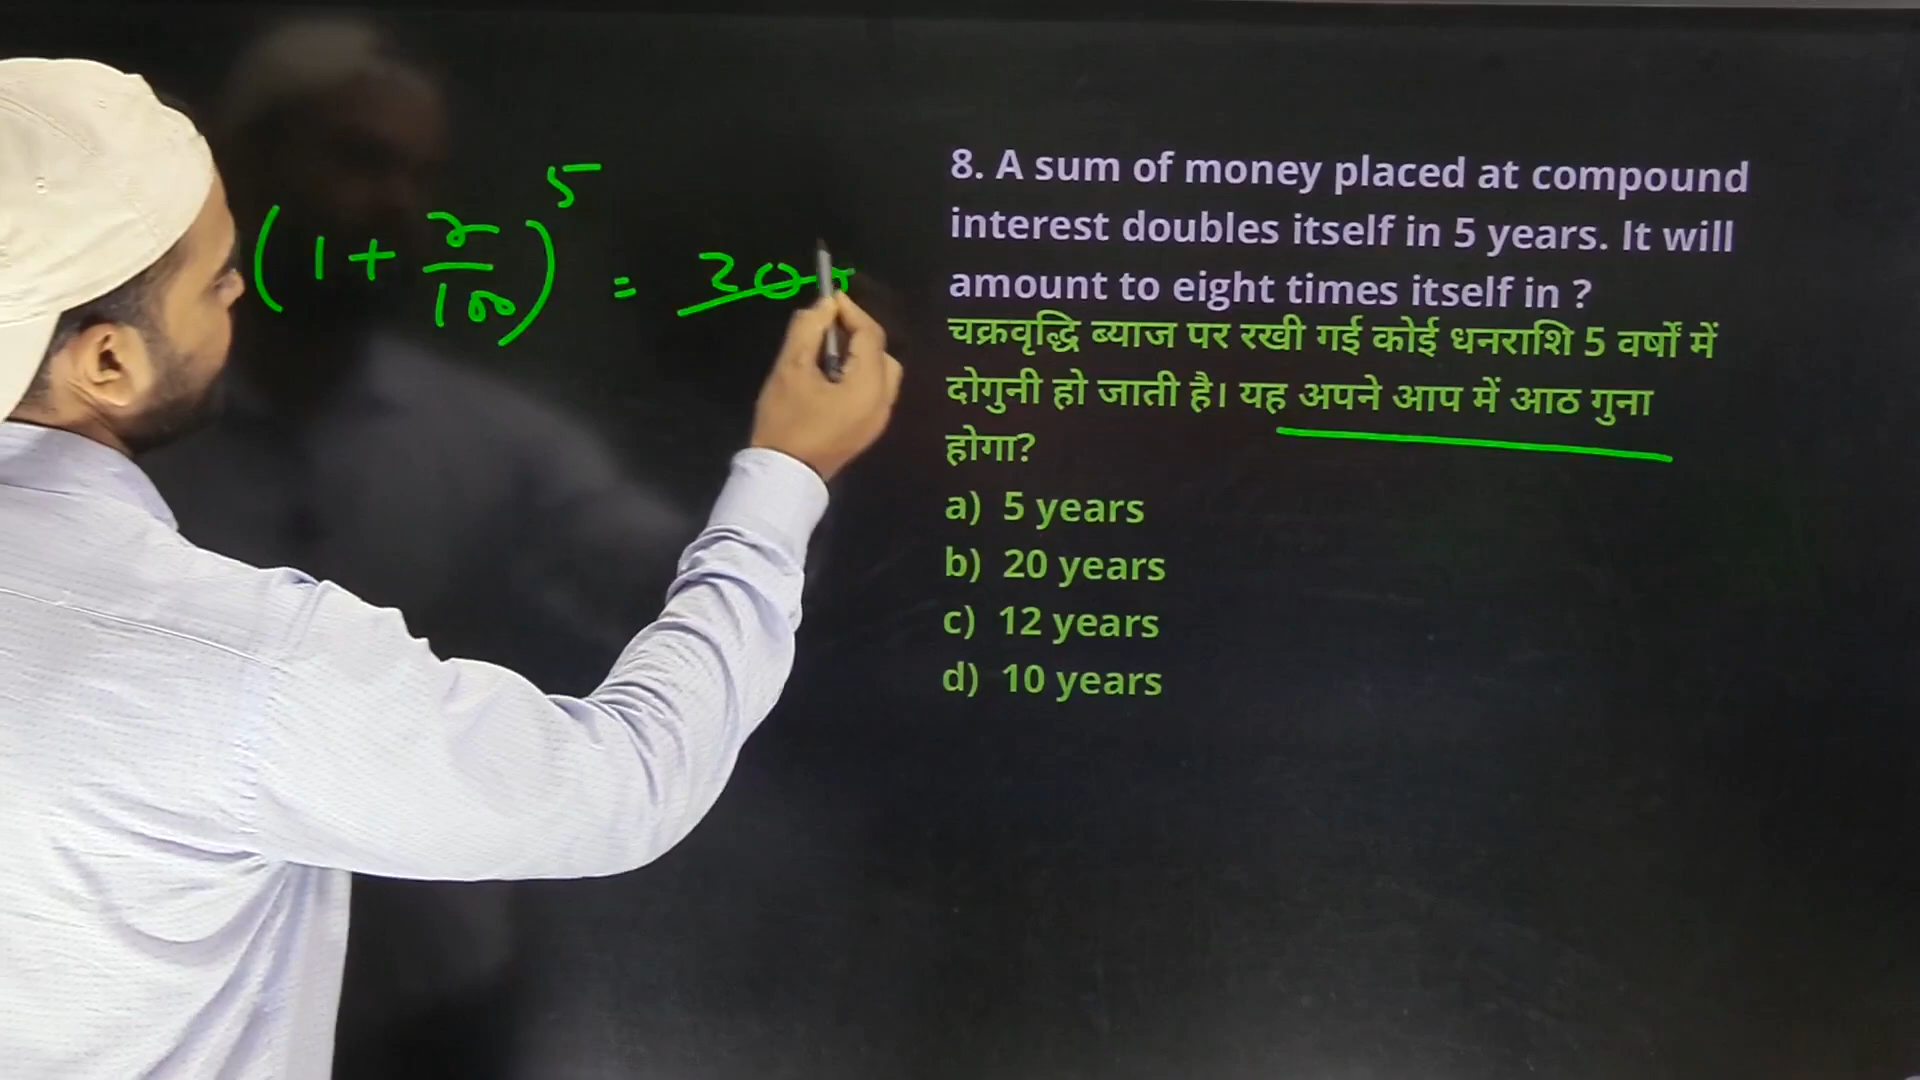 (1 + r/100)^5 = 200
8. A sum of money placed at compound
interest doubles itself in 5 years. It will
amount to eight times itself in ?
चक्रवृद्धि ब्याज पर रखी गई कोई धनराशि 5 वर्षों में
दोगुनी हो जाती है। यह अपने आप में आठ गुना
होगा?
a) 5 years
b) 20 years
c) 12 years
d) 10 years